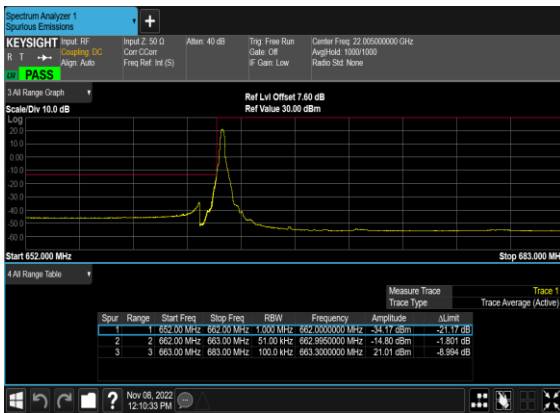 Spectrum Analyzer 1
Spurious Emissions
KEYSIGHT
R T
LXI
PASS
Input: RF
Coupling: DC
Align: Auto
Input Z: 50 Ω
Corr CCorr
Freq Ref: Int (S)
Atten: 40 dB
Trig: Free Run
Gate: Off
IF Gain: Low
Center Freq: 22.005000000 GHz
Avg|Hold: 1000/1000
Radio Std: None
3 All Range Graph
Ref Lvl Offset 7.60 dB
Scale/Div 10.0 dB
Ref Value 30.00 dBm
Log
20.0
10.0
0.00
-10.0
-20.0
-30.0
-40.0
-50.0
-60.0
Start 652.000 MHz
Stop 683.000 MH
4 All Range Table
Measure Trace Trace 1
Trace Type Trace Average (Active)
Spur Range Start Freq Stop Freq RBW Frequency Amplitude ΔLimit
1 1 652.00 MHz 662.00 MHz 1.000 MHz 662.0000000 MHz -34.17 dBm -21.17 dB
2 2 662.00 MHz 663.00 MHz 51.00 kHz 662.9950000 MHz -14.80 dBm -1.801 dB
3 3 663.00 MHz 683.00 MHz 100.0 kHz 663.3000000 MHz 21.01 dBm -8.994 dB
Nov 08, 2022
12:10:33 PM